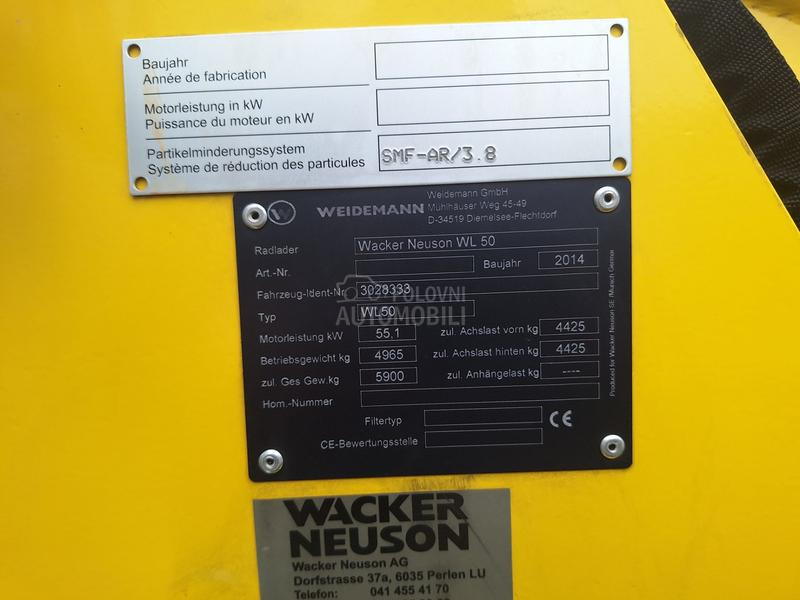 Baujahr
Année de fabrication
Motorleistung in kW
Puissance du moteur en kW
Partikelminderungssystem
Système de réduction des particules SMF-AR/3.8
WEIDEMANN
Weidemann GmbH
Mühlhäuser Weg 45-49
D-34519 Diemelsee-Flechtdorf
Radlader Wacker Neuson WL 50
Art.-Nr. Baujahr 2014
Fahrzeug-Ident-Nr. 3028333
Typ WL50
POLOVNI
AUTOMOBILI
Motorleistung kW 55,1 zul. Achslast vorn kg 4425
Betriebsgewicht kg 4965 zul. Achslast hinten kg 4425
zul. Ges Gew.kg 5900 zul. Anhängelast kg ----
Hom.-Nummer
Filtertyp CE
CE-Bewertungsstelle
Produced for Wacker Neuson SE /Munich Germany
WACKER
NEUSON
Wacker Neuson AG
Dorfstrasse 37a, 6035 Perlen LU
Telefon: 041 455 41 70